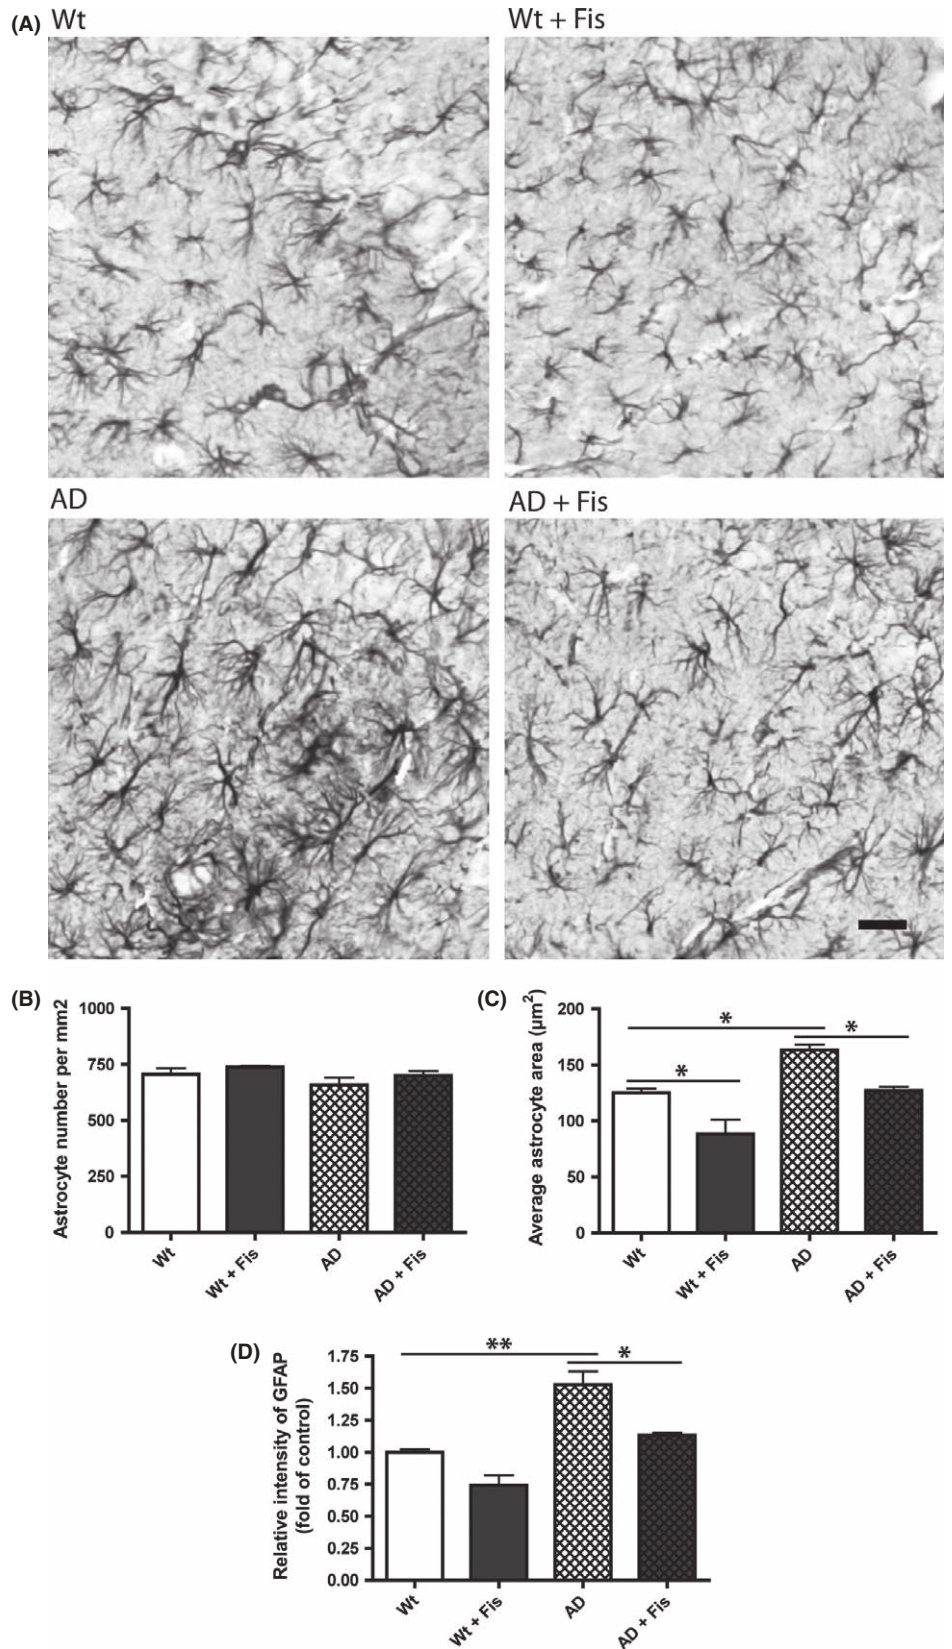 (A) Wt
Wt + Fis
AD
AD + Fis
(B)
Astrocyte number per mm2
1000
750
500
250
0
Wt
Wt + Fis
AD
AD + Fis
(C)
Average astrocyte area (µm²)
200
150
100
50
0
*
*
*
Wt
Wt + Fis
AD
AD + Fis
(D)
Relative intensity of GFAP
(fold of control)
1.75
1.50
1.25
1.00
0.75
0.50
0.25
0.00
**
*
Wt
Wt + Fis
AD
AD + Fis